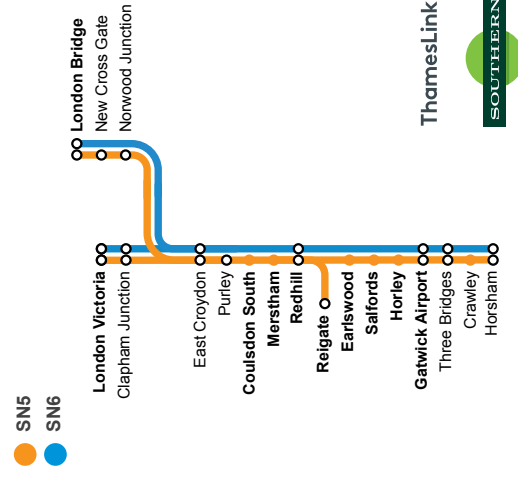 SN5
SN6
London Victoria
Clapham Junction
East Croydon
Purley
Coulsdon South
Merstham
Redhill
Reigate
Earlswood
Salfords
Horley
Gatwick Airport
Three Bridges
Crawley
Horsham
London Bridge
New Cross Gate
Norwood Junction
ThamesLink
SOUTHERN